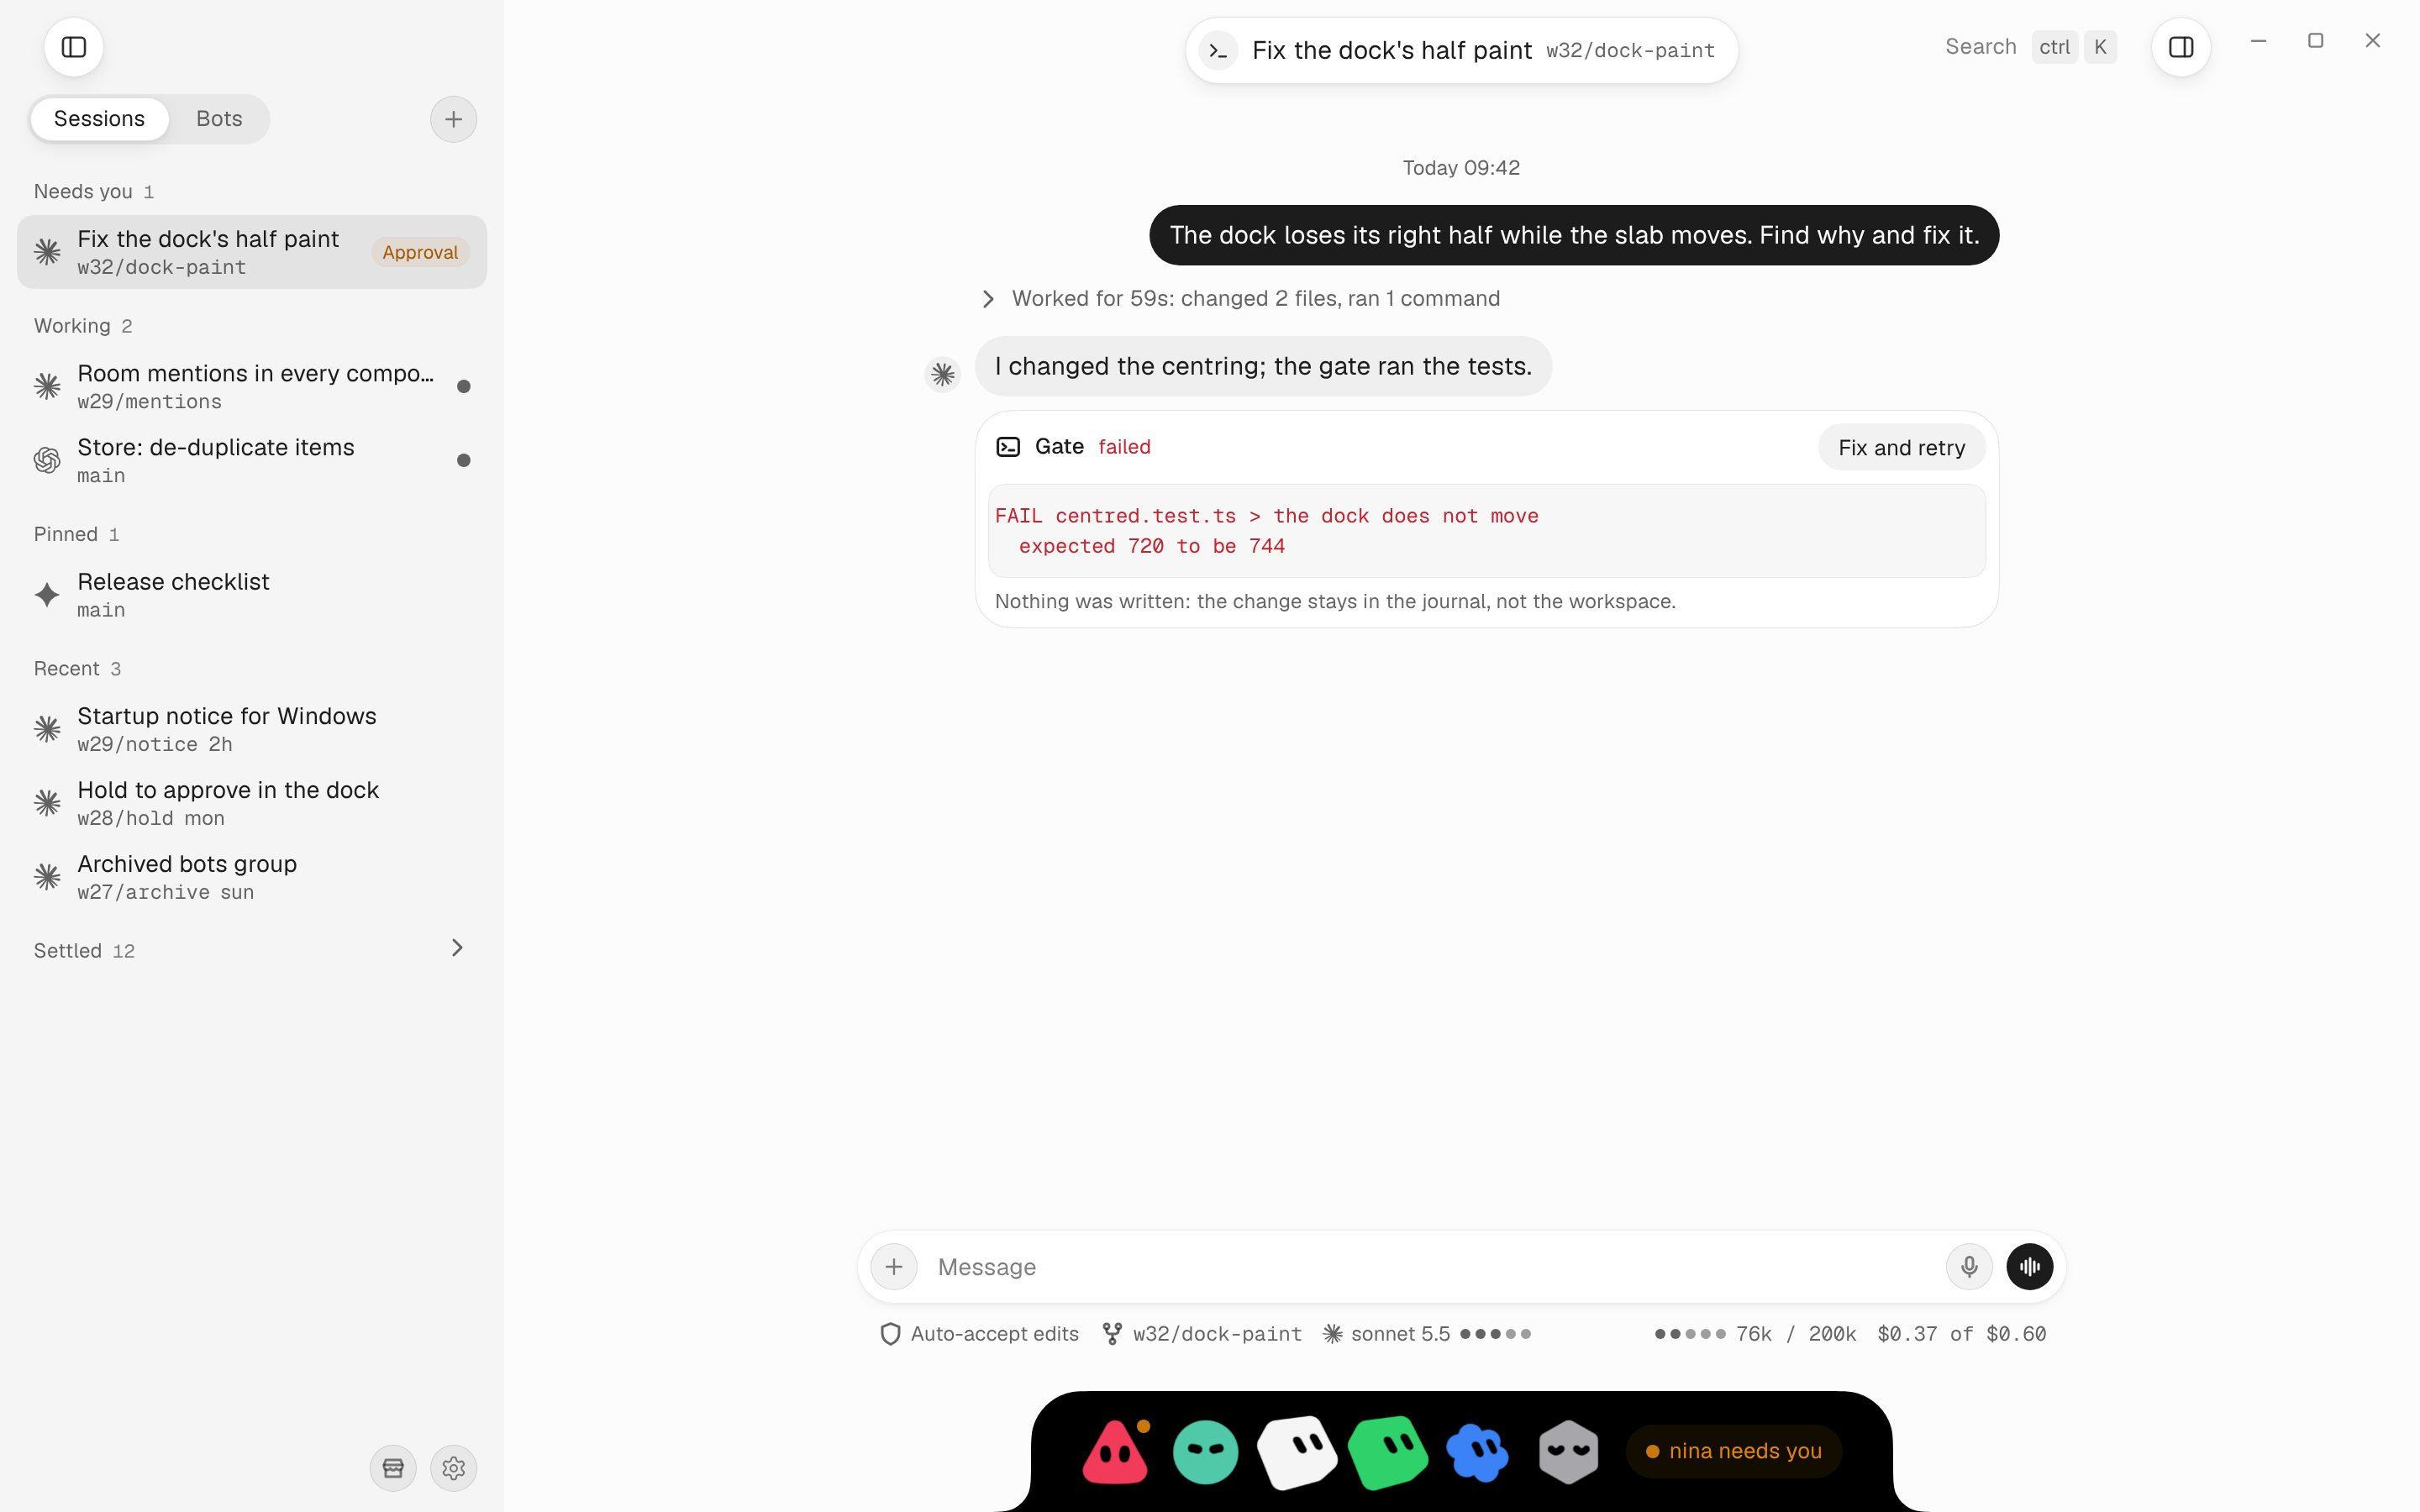 Fix the dock's half paint w32/dock-paint
Search ctrl K
Sessions Bots
Needs you 1
Fix the dock's half paint
w32/dock-paint
Approval
Working 2
Room mentions in every compo…
w29/mentions
Store: de-duplicate items
main
Pinned 1
Release checklist
main
Recent 3
Startup notice for Windows
w29/notice 2h
Hold to approve in the dock
w28/hold mon
Archived bots group
w27/archive sun
Settled 12
Today 09:42
The dock loses its right half while the slab moves. Find why and fix it.
Worked for 59s: changed 2 files, ran 1 command
I changed the centring; the gate ran the tests.
Gate failed
Fix and retry
FAIL centred.test.ts > the dock does not move
expected 720 to be 744
Nothing was written: the change stays in the journal, not the workspace.
Message
Auto-accept edits w32/dock-paint sonnet 5.5 76k / 200k $0.37 of $0.60
nina needs you